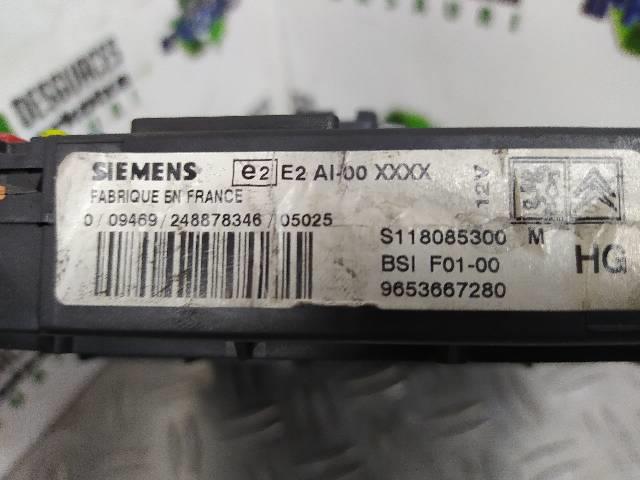 DESGUACES
SIEMENS e2 E2 AI-00 XXXX
FABRIQUE EN FRANCE
0 / 09469 / 248878346 / 05025
12V
S118085300 M
BSI F01-00
HG
9653667280